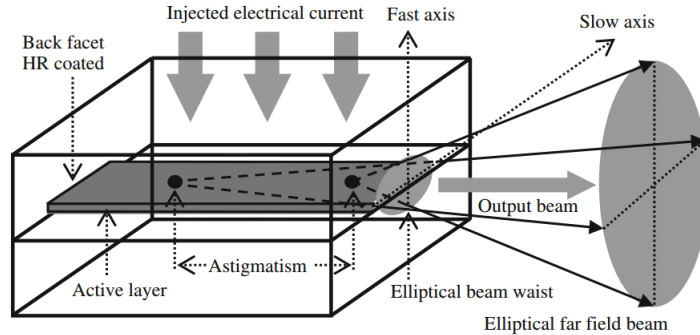 Injected electrical current
Fast axis
Slow axis
Back facet
HR coated
Output beam
Astigmatism
Active layer
Elliptical beam waist
Elliptical far field beam